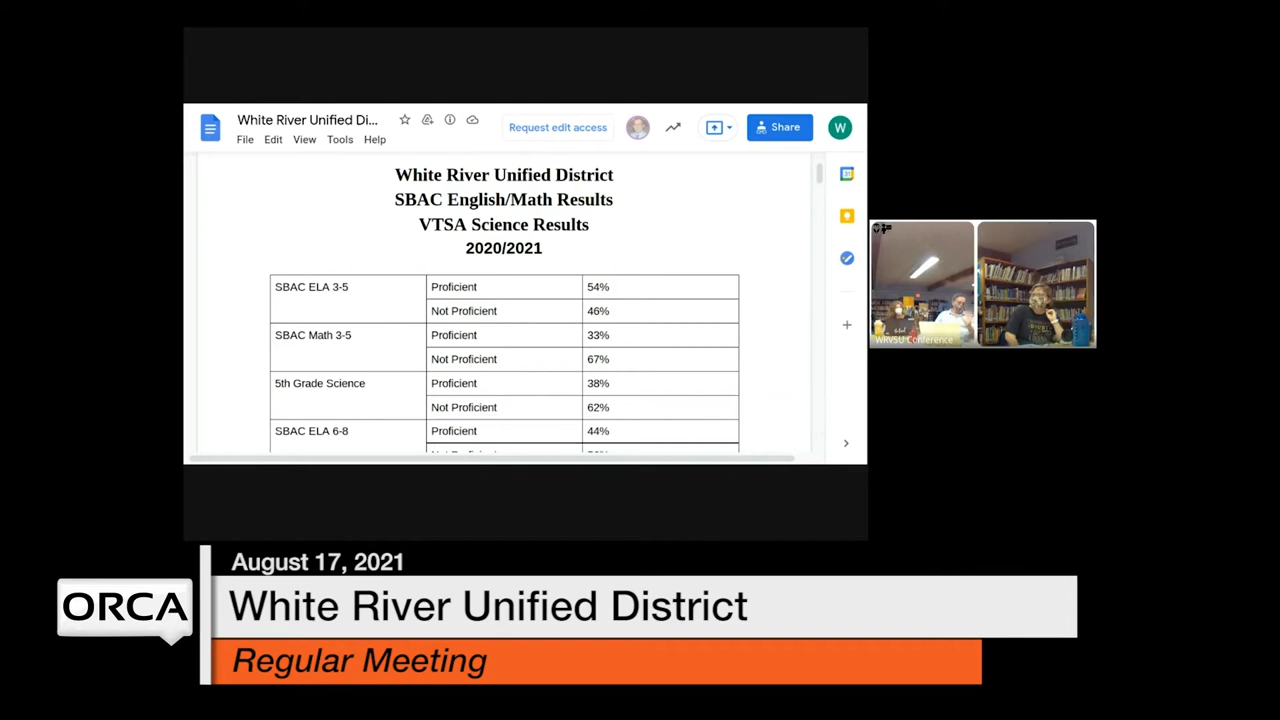 White River Unified Di...
File Edit View Tools Help
Request edit access
Share
W
White River Unified District
SBAC English/Math Results
VTSA Science Results
2020/2021
SBAC ELA 3-5 Proficient 54%
Not Proficient 46%
SBAC Math 3-5 Proficient 33%
Not Proficient 67%
5th Grade Science Proficient 38%
Not Proficient 62%
SBAC ELA 6-8 Proficient 44%
WRVSU Conference
August 17, 2021
ORCA
White River Unified District
Regular Meeting